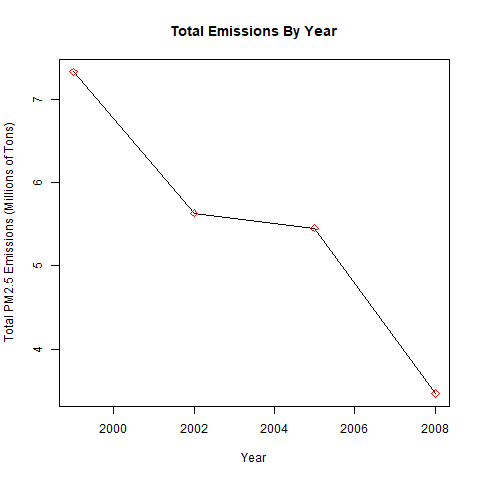 Total Emissions By Year
Total PM2.5 Emissions (Millions of Tons)
7
6
5
4
2000 2002 2004 2006 2008
Year